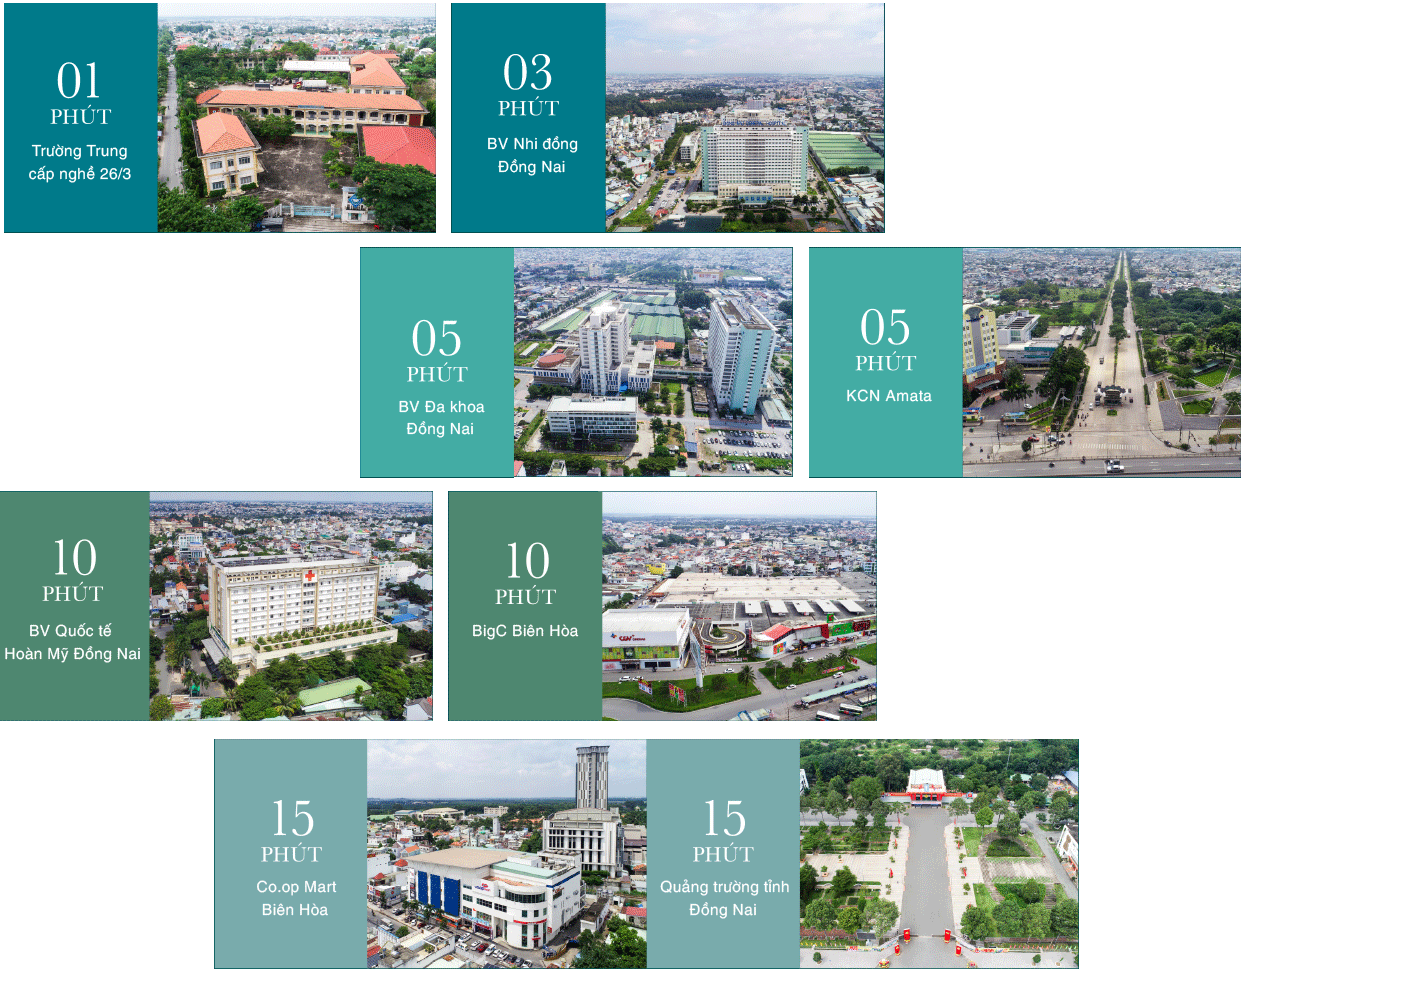 01
PHÚT
Trường Trung
cấp nghề 26/3
03
PHÚT
BV Nhi đồng
Đồng Nai
05
PHÚT
BV Đa khoa
Đồng Nai
05
PHÚT
KCN Amata
10
PHÚT
BV Quốc tế
Hoàn Mỹ Đồng Nai
10
PHÚT
BigC Biên Hòa
CGV
15
PHÚT
Co.op Mart
Biên Hòa
15
PHÚT
Quảng trường tỉnh
Đồng Nai